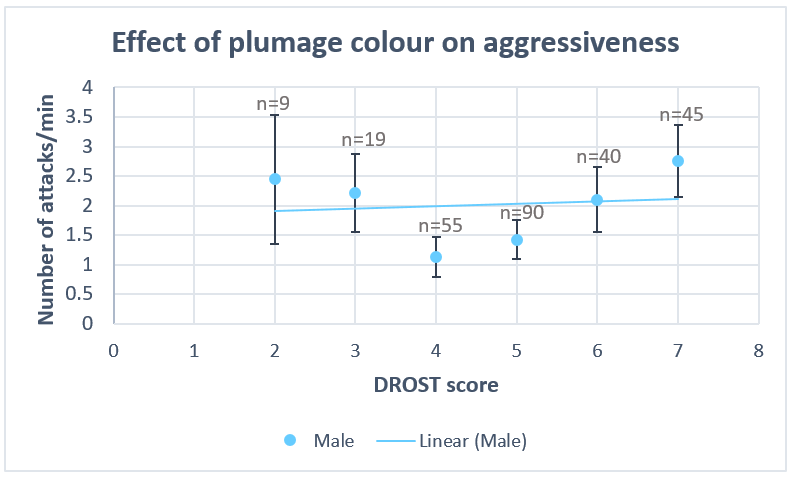 Effect of plumage colour on aggressiveness
Number of attacks/min
4
3.5
3
2.5
2
1.5
1
0.5
0
n=9
n=19
n=55
n=90
n=40
n=45
0 1 2 3 4 5 6 7 8
DROST score
Male Linear (Male)